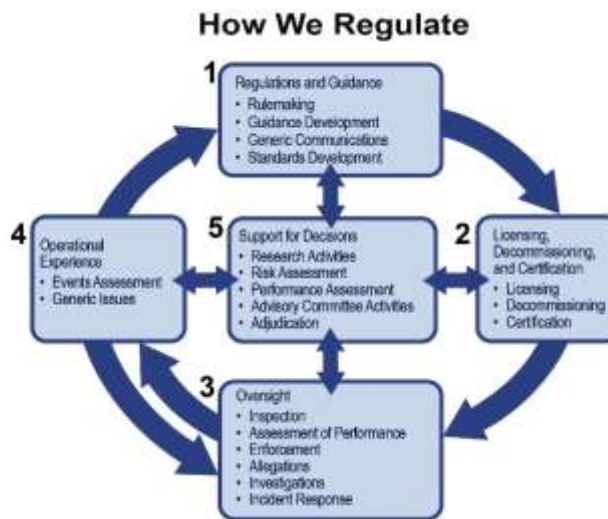 How We Regulate
1
Regulations and Guidance
• Rulemaking
• Guidance Development
• Generic Communications
• Standards Development
4
Operational
Experience
• Events Assessment
• Generic Issues
5
Support for Decisions
• Research Activities
• Risk Assessment
• Performance Assessment
• Advisory Committee Activities
• Adjudication
2
Licensing,
Decommissioning,
and Certification
• Licensing
• Decommissioning
• Certification
3
Oversight
• Inspection
• Assessment of Performance
• Enforcement
• Allegations
• Investigations
• Incident Response